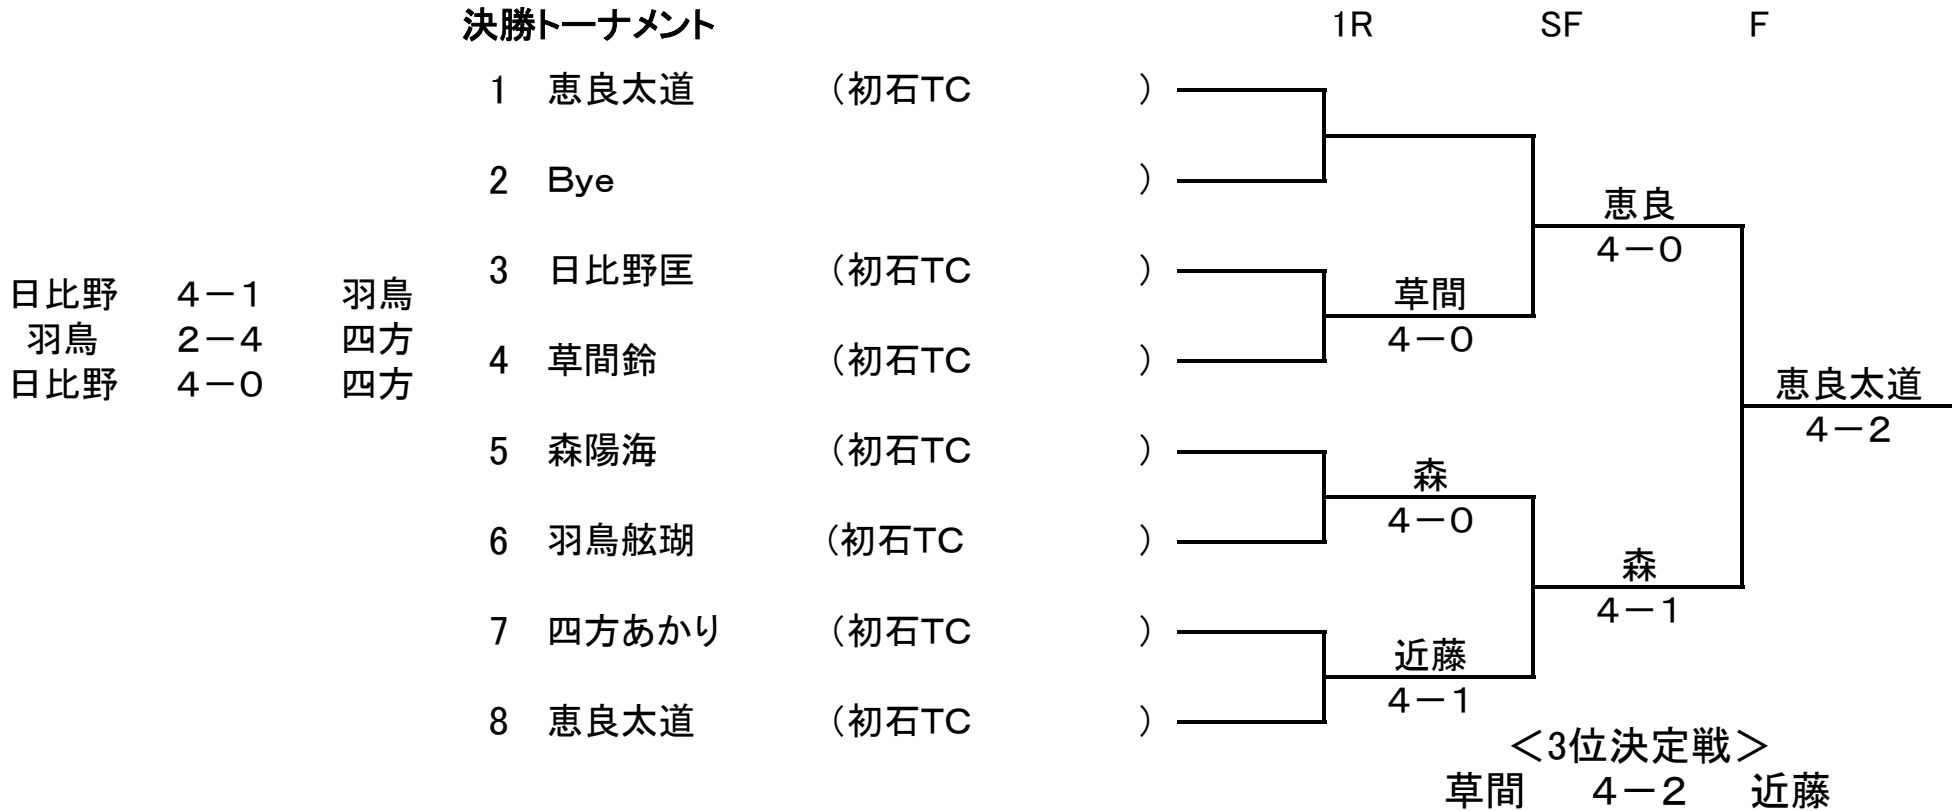 決勝トーナメント 1R SF F
1 恵良太道 (初石TC )
2 Bye )
恵良
4-0
3 日比野匡 (初石TC )
日比野 4-1 羽鳥
草間
羽鳥 2-4 四方
4-0
4 草間鈴 (初石TC )
日比野 4-0 四方
恵良太道
4-2
5 森陽海 (初石TC )
森
4-0
6 羽鳥舷瑚 (初石TC )
森
4-1
7 四方あかり (初石TC )
近藤
4-1
8 恵良太道 (初石TC )
＜3位決定戦＞
草間 4-2 近藤